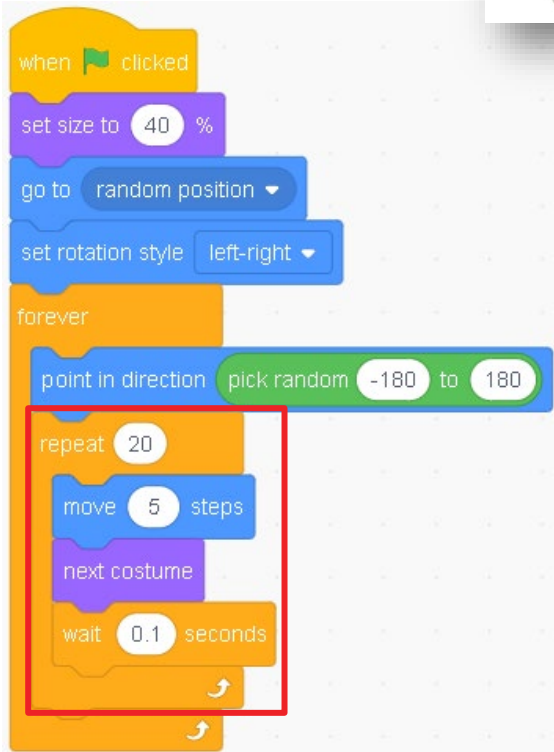 when clicked
set size to 40 %
go to random position
set rotation style left-right
forever
point in direction pick random -180 to 180
repeat 20
move 5 steps
next costume
wait 0.1 seconds